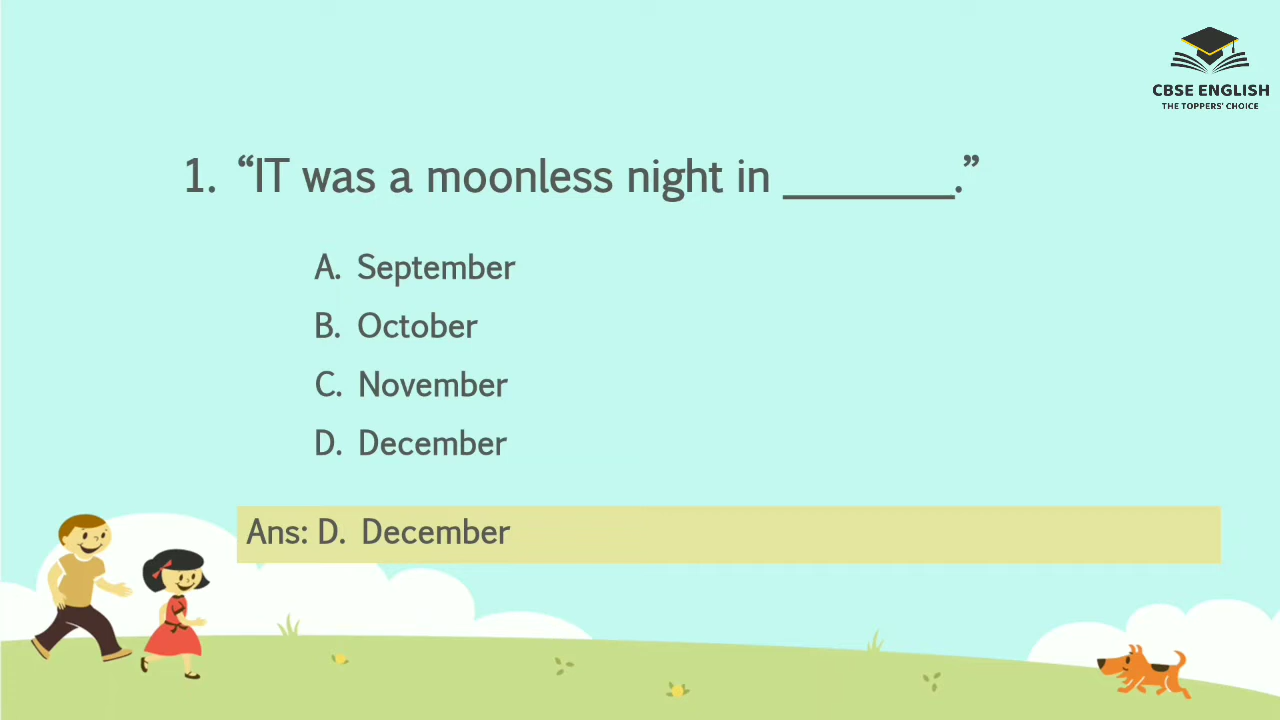 CBSE ENGLISH
THE TOPPERS' CHOICE
1. “IT was a moonless night in ________.”
A. September
B. October
C. November
D. December
Ans: D. December